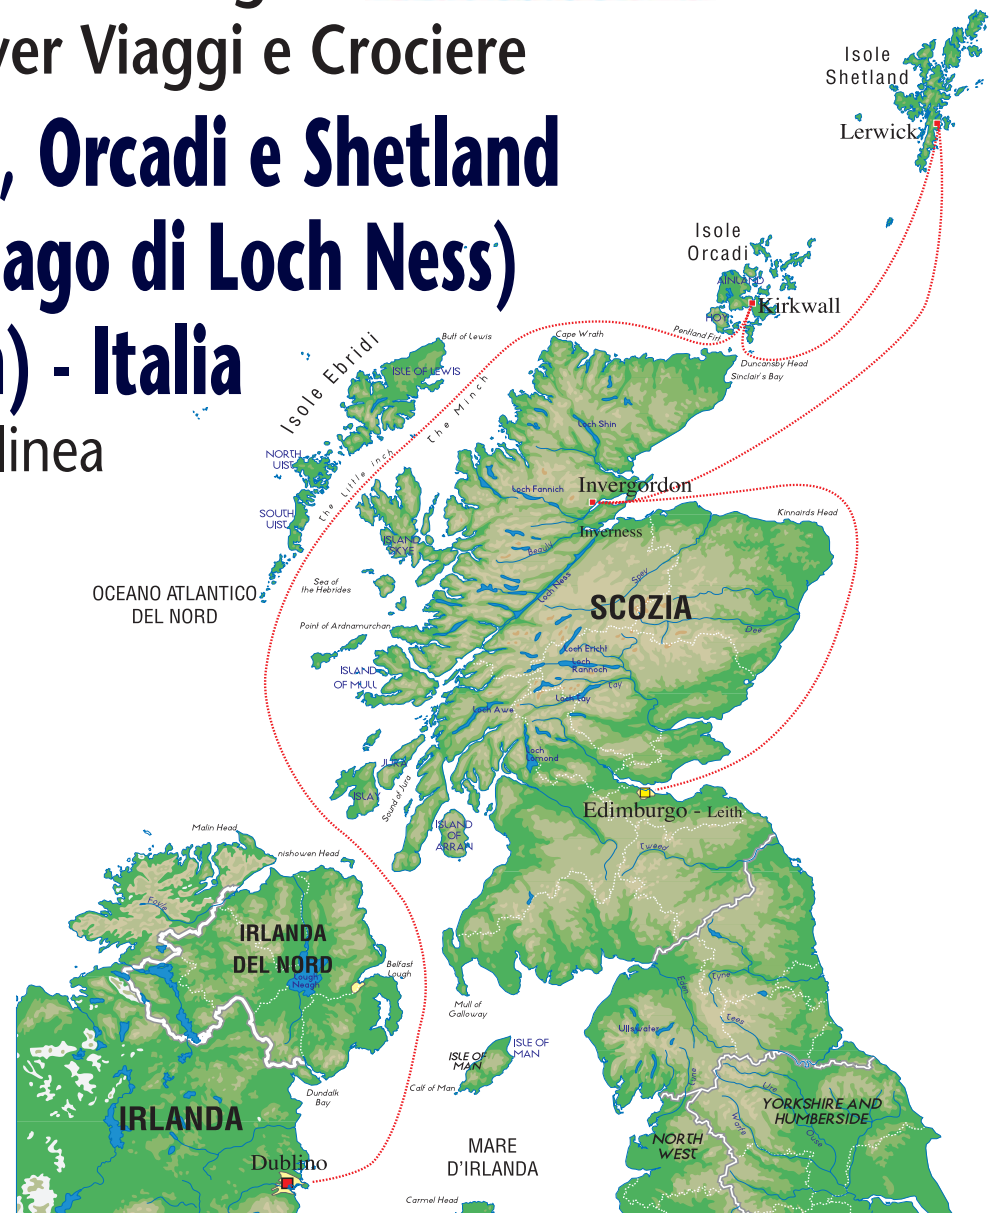 ver Viaggi e Crociere
, Orcadi e Shetland
ago di Loch Ness)
) - Italia
linea
Isole
Shetland
Lerwick
Isole
Orcadi
AINLAND
HOY
Kirkwall
Pentland Firt
Duncansby Head
Sinclair's Bay
Cape Wrath
Butt of Lewis
Isole Ebridi
ISLE OF LEWIS
The Minch
The Little inch
NORTH
UIST
SOUTH
UIST
Loch Shin
Loch Fannich
Invergordon
Inverness
Kinnairds Head
ISLAND
SKYE
Beauly
Loch Ness
Spey
OCEANO ATLANTICO
DEL NORD
Sea of
the Hebrides
SCOZIA
Point of Ardnamurchan
Dee
Loch Ericht
Loch
Rannoch
ISLAND
OF MULL
Tay
Loch Tay
Loch Awe
Loch
Lomond
JURA
ISLAY
Sound of Jura
Edimburgo - Leith
ISLAND
OF
ARRAN
Tweed
Malin Head
nishowen Head
Foyle
IRLANDA
DEL NORD
Belfast
Lough
Lough
Neagh
Mull of
Galloway
Eden
Tyne
Tees
Ullswater
ISLE OF
MAN
ISLE OF
MAN
Calf of Man
Lune
Ure
Dundalk
Bay
IRLANDA
YORKSHIRE AND
HUMBERSIDE
Ouse
NORTH
WEST
MARE
D'IRLANDA
Dublino
Carmel Head